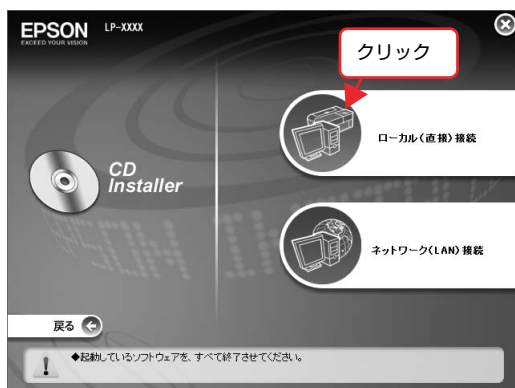 EPSON
EXCEED YOUR VISION
LP-XXXX
クリック
ローカル(直接)接続
CD
Installer
ネットワーク(LAN)接続
戻る
◆起動しているソフトウェアを、すべて終了させてください。